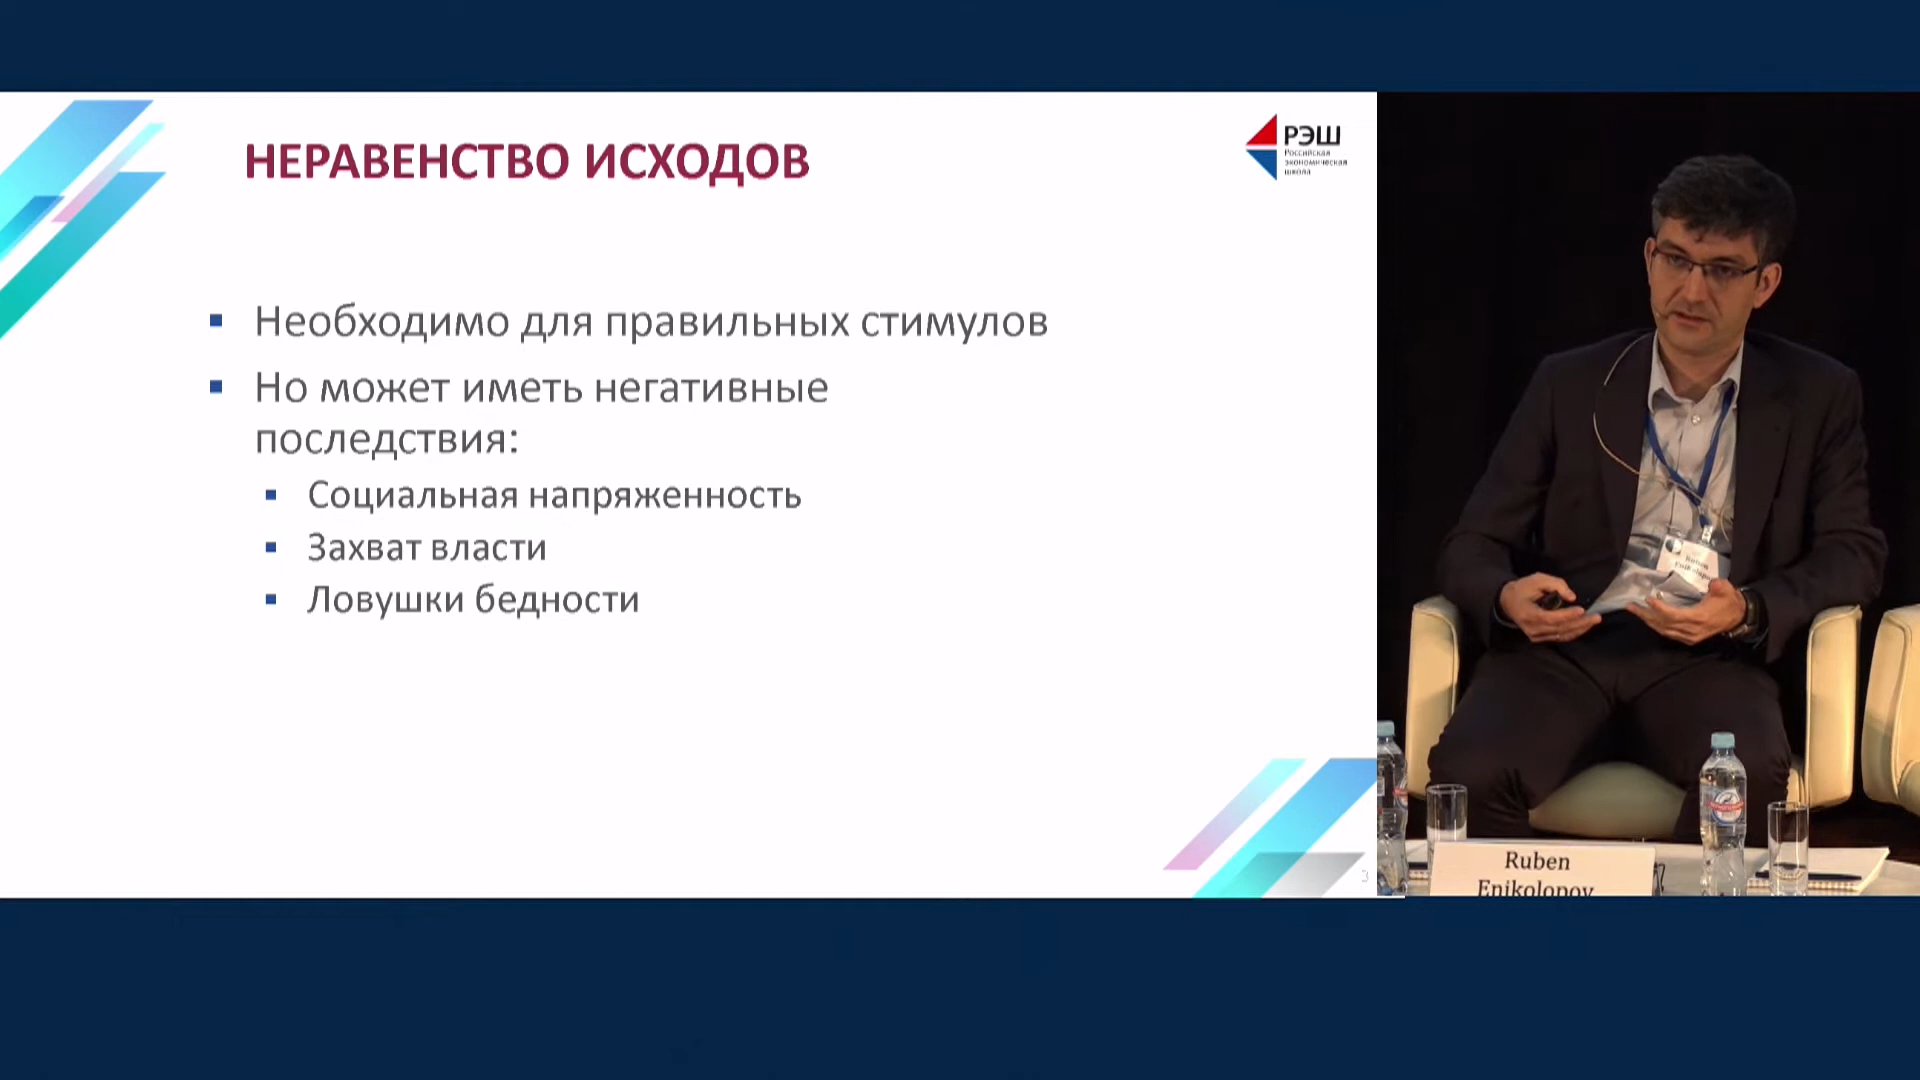 НЕРАВЕНСТВО ИСХОДОВ
РЭШ
Российская
экономическая
школа
Необходимо для правильных стимулов
Но может иметь негативные
последствия:
Социальная напряженность
Захват власти
Ловушки бедности
3
Ruben
Enikolopov